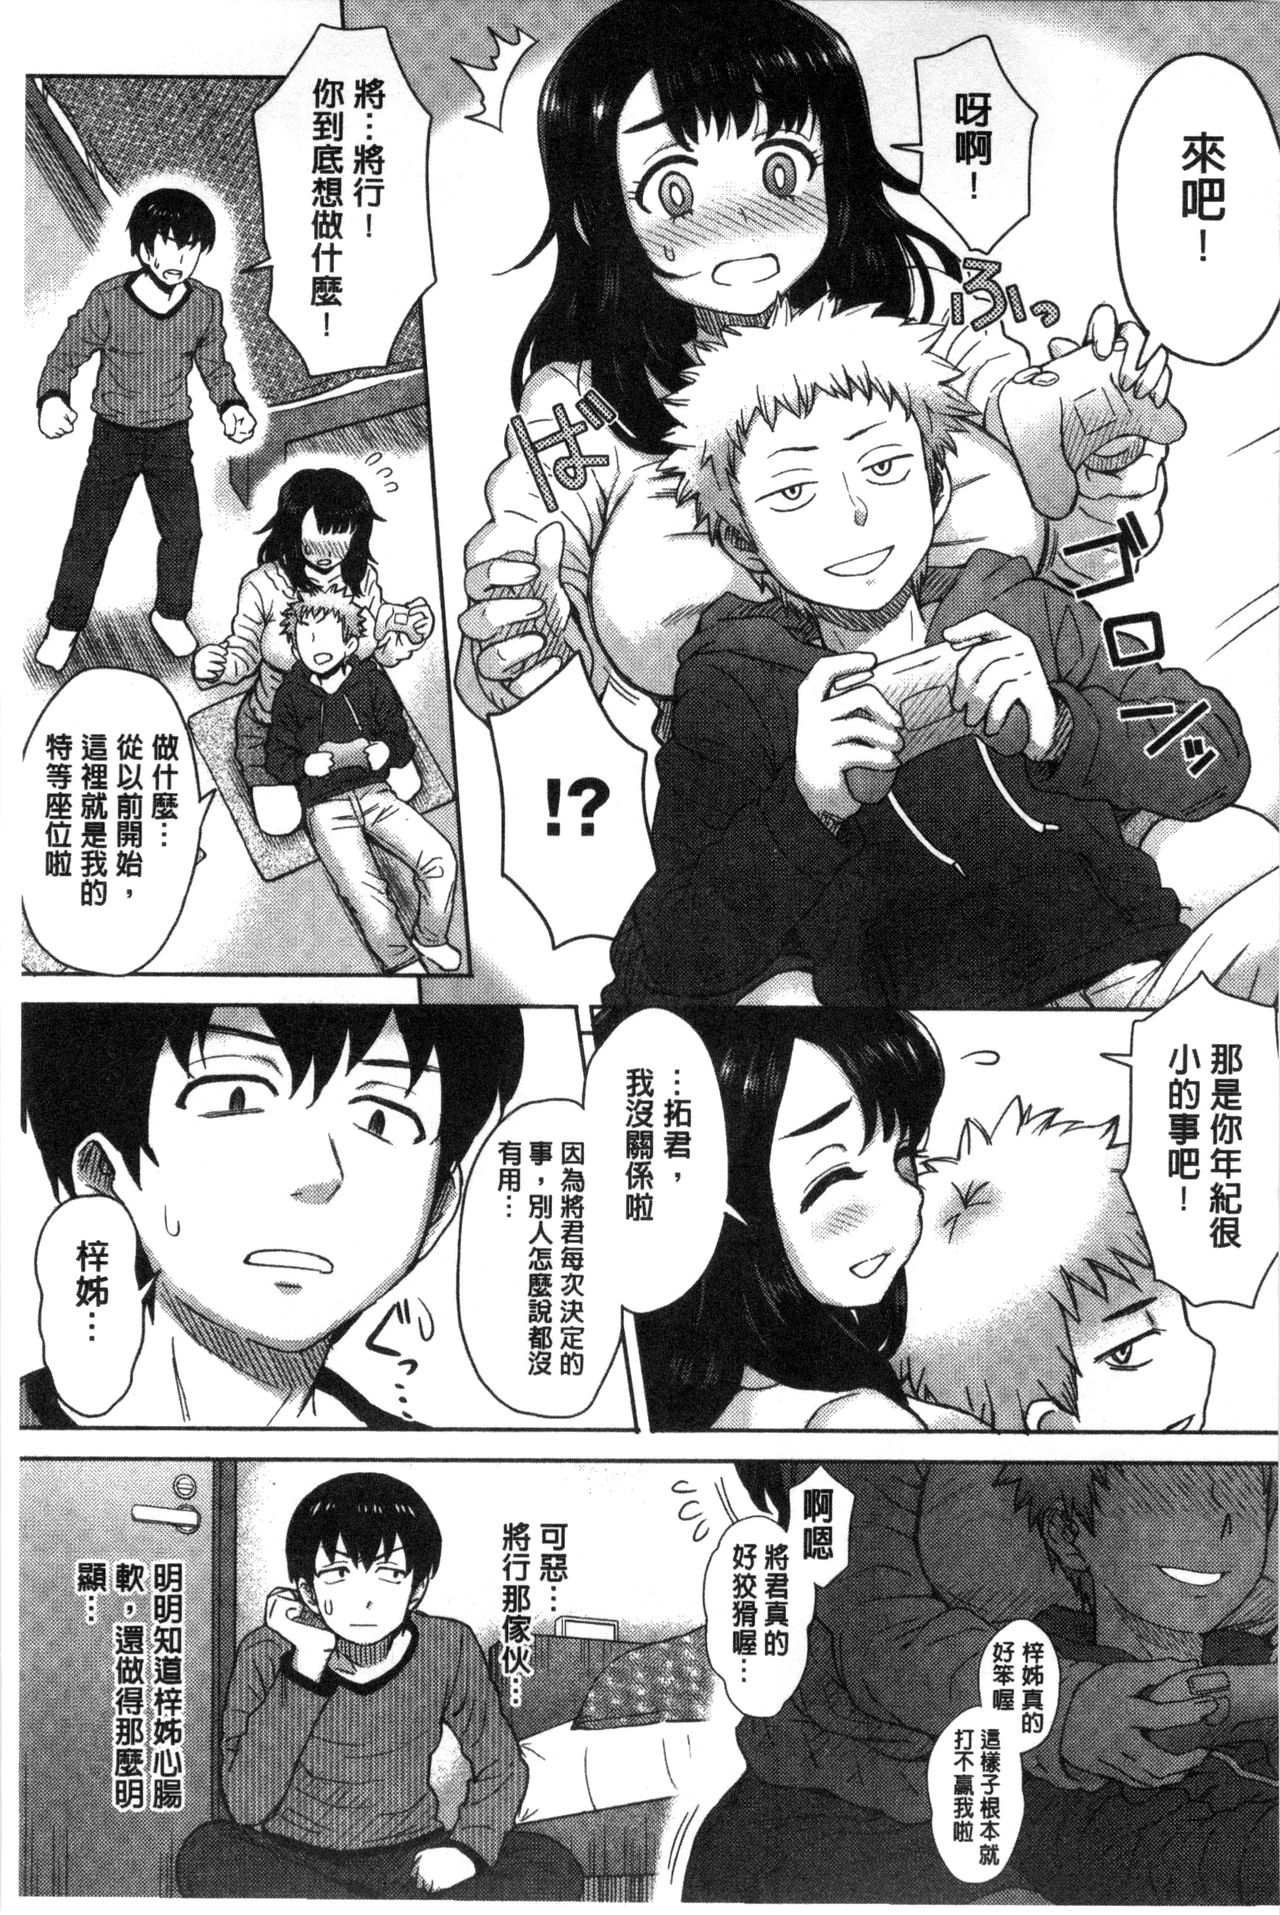 來吧！
呀啊！
ふっ
ば
ゴロンッ
!?
將…將行！
你到底想做什麼！
做什麼…
從以前開始，
這裡就是我的
特等座位啦
那是你年紀很
小的事吧！
…拓君，
我沒關係啦
因為將君每次決定的
事，別人怎麼說都沒
有用…
梓姊…
ぐっ
梓姊真的
好笨喔
這樣子根本就
打不贏我啦
啊嗯
將君真的
好狡猾喔…
可惡…
將行那傢伙…
明明知道梓姊心腸
軟，還做得那麼明
顯…